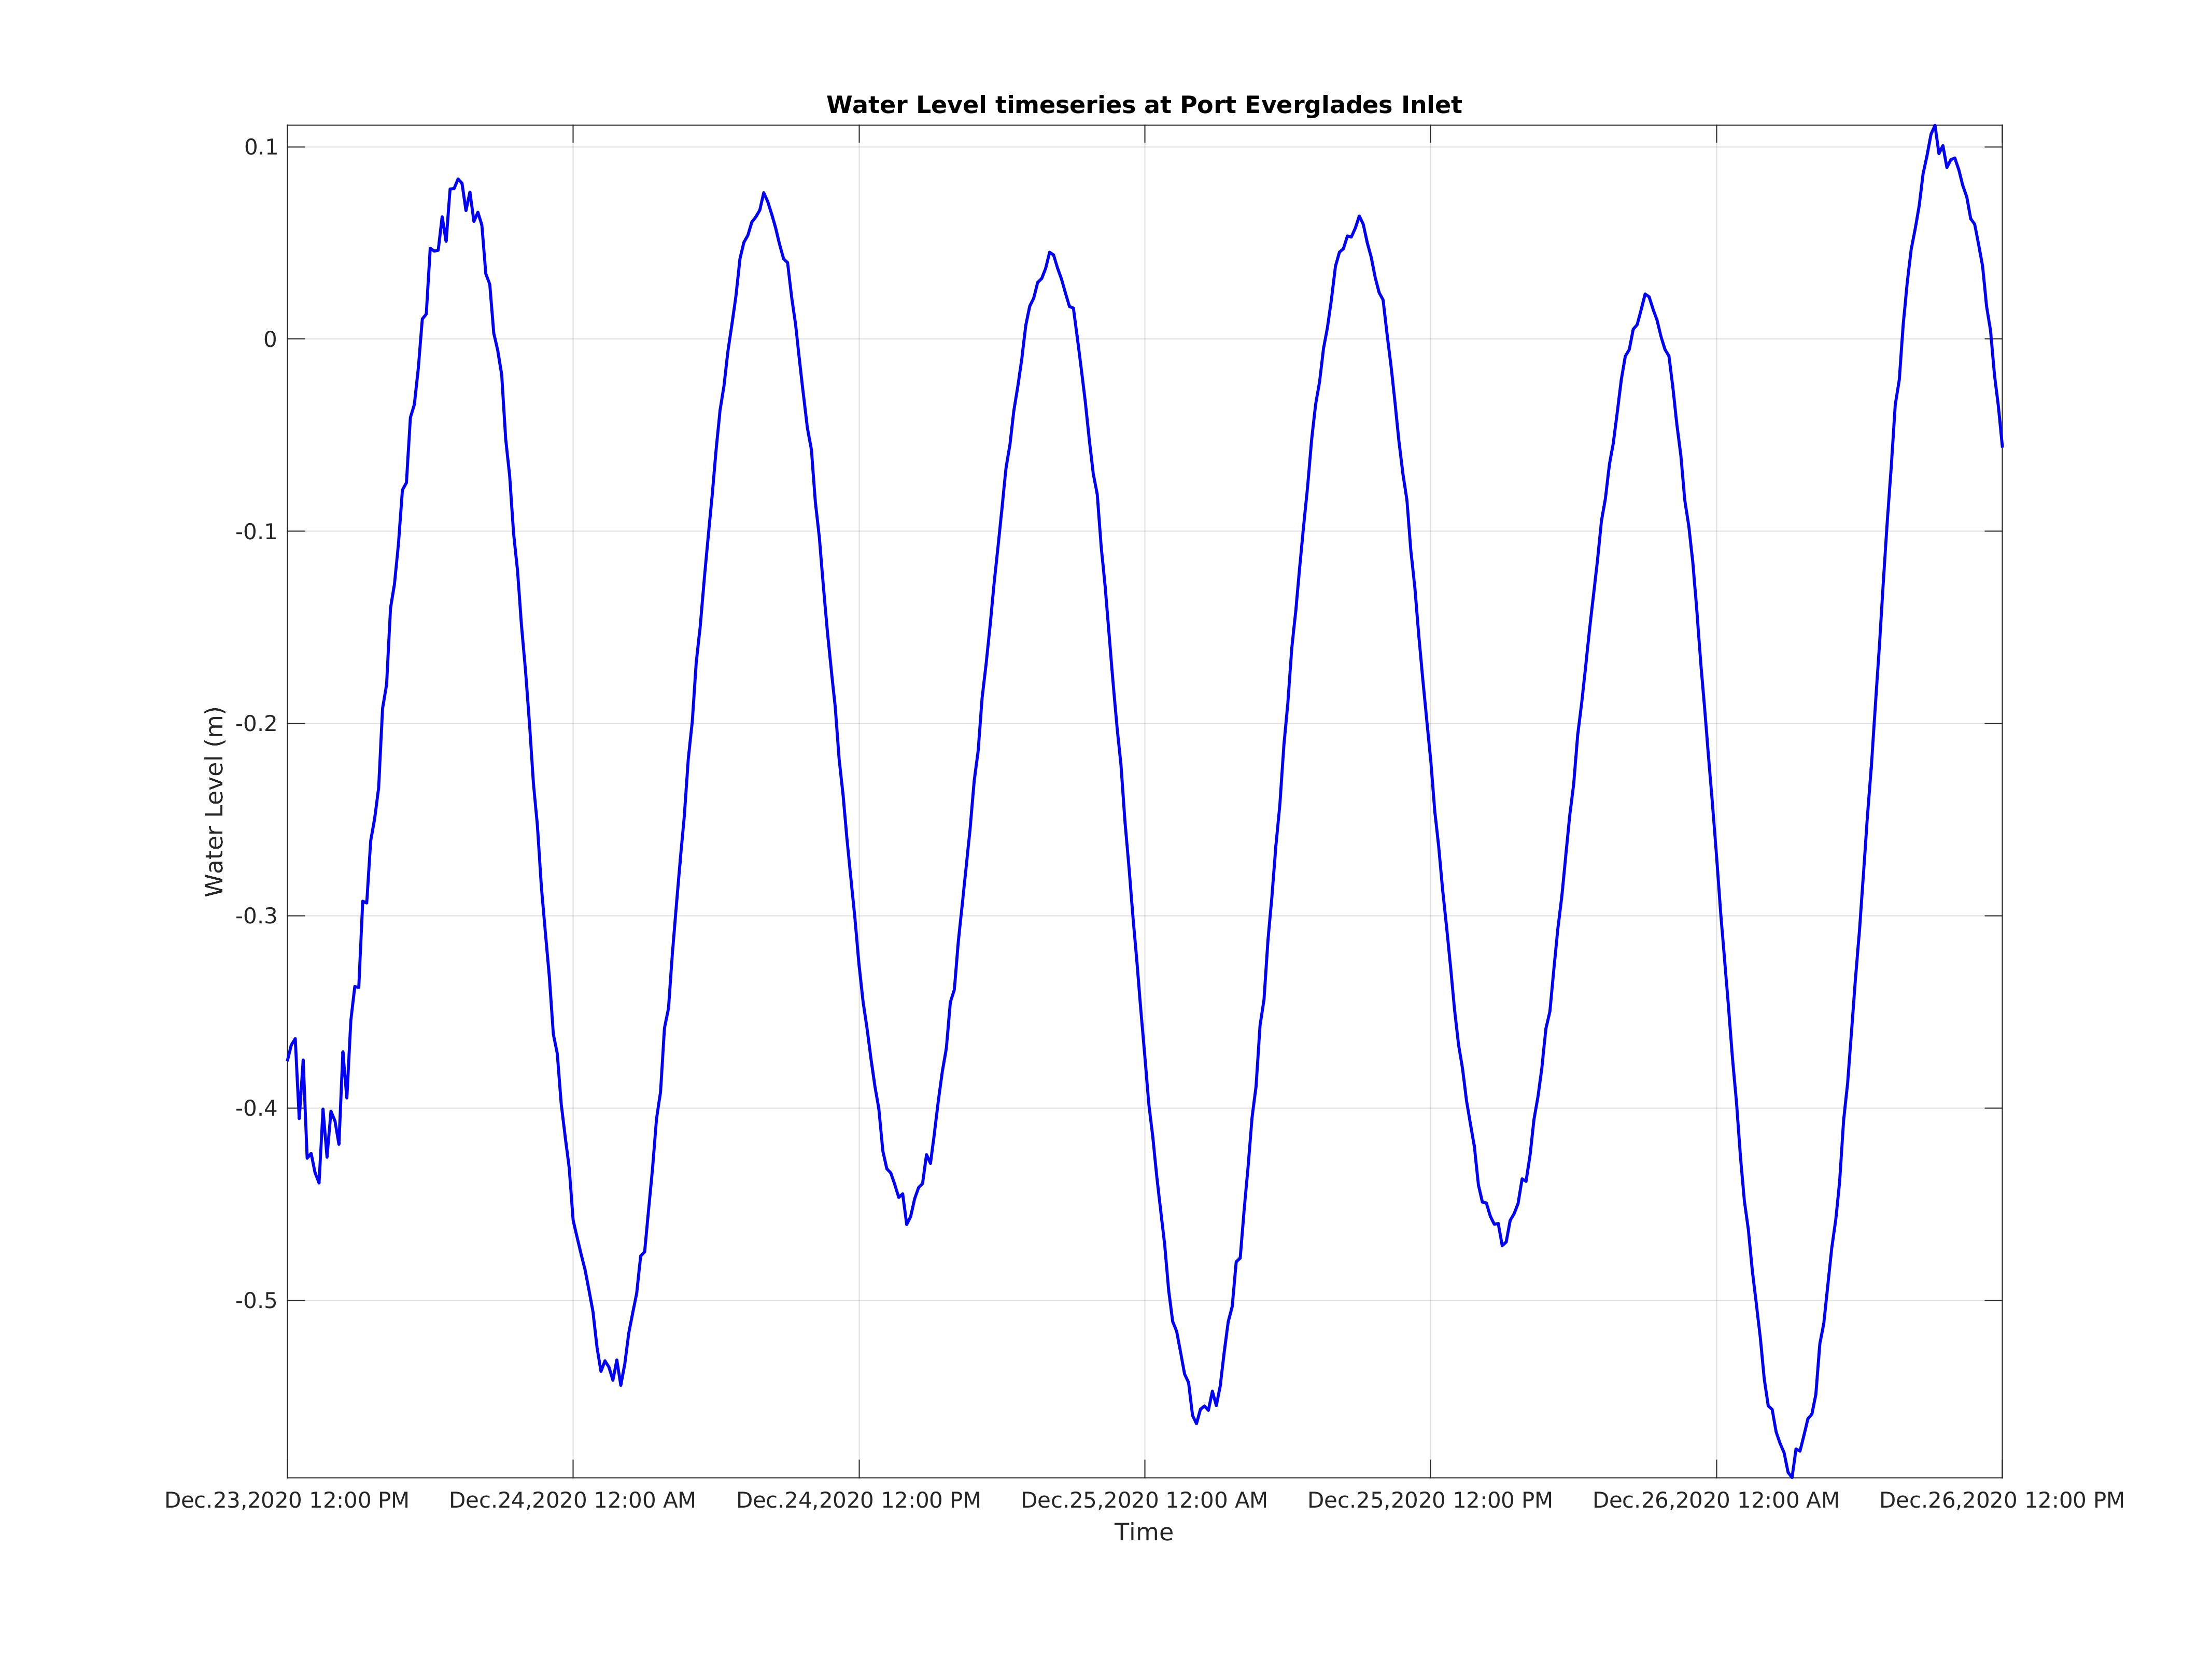 Water Level timeseries at Port Everglades Inlet
0.1
0
-0.1
-0.2
-0.3
-0.4
-0.5
Water Level (m)
Dec.23,2020 12:00 PM Dec.24,2020 12:00 AM Dec.24,2020 12:00 PM Dec.25,2020 12:00 AM Dec.25,2020 12:00 PM Dec.26,2020 12:00 AM Dec.26,2020 12:00 PM
Time